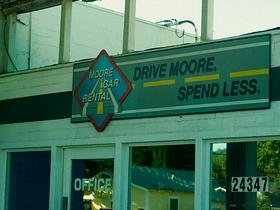 MOORE
CAR
RENTAL
DRIVE MOORE.
SPEND LESS.
OFFICE
24347